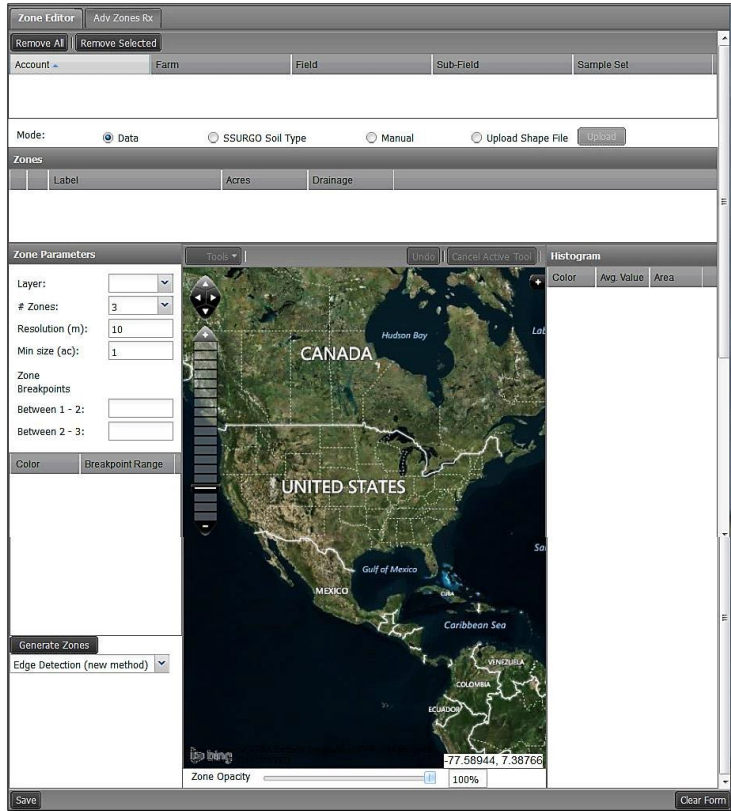 Zone Editor Adv Zones Rx
Remove All Remove Selected
Account Farm Field Sub-Field Sample Set
Mode: Data SSURGO Soil Type Manual Upload Shape File Upload
Zones
Label Acres Drainage
Zone Parameters
Layer:
# Zones: 3
Resolution (m): 10
Min size (ac): 1
Zone
Breakpoints
Between 1 - 2:
Between 2 - 3:
Color Breakpoint Range
Generate Zones
Edge Detection (new method)
Tools Undo Cancel Active Tool
Hudson Bay
Lab
CANADA
UNITED STATES
Sa
Gulf of Mexico
MEXICO
CUBA
Caribbean Sea
VENEZUELA
COLOMBIA
ECUADOR
bing
-77.58944, 7.38766
Zone Opacity 100%
Histogram
Color Avg. Value Area
Save Clear Form